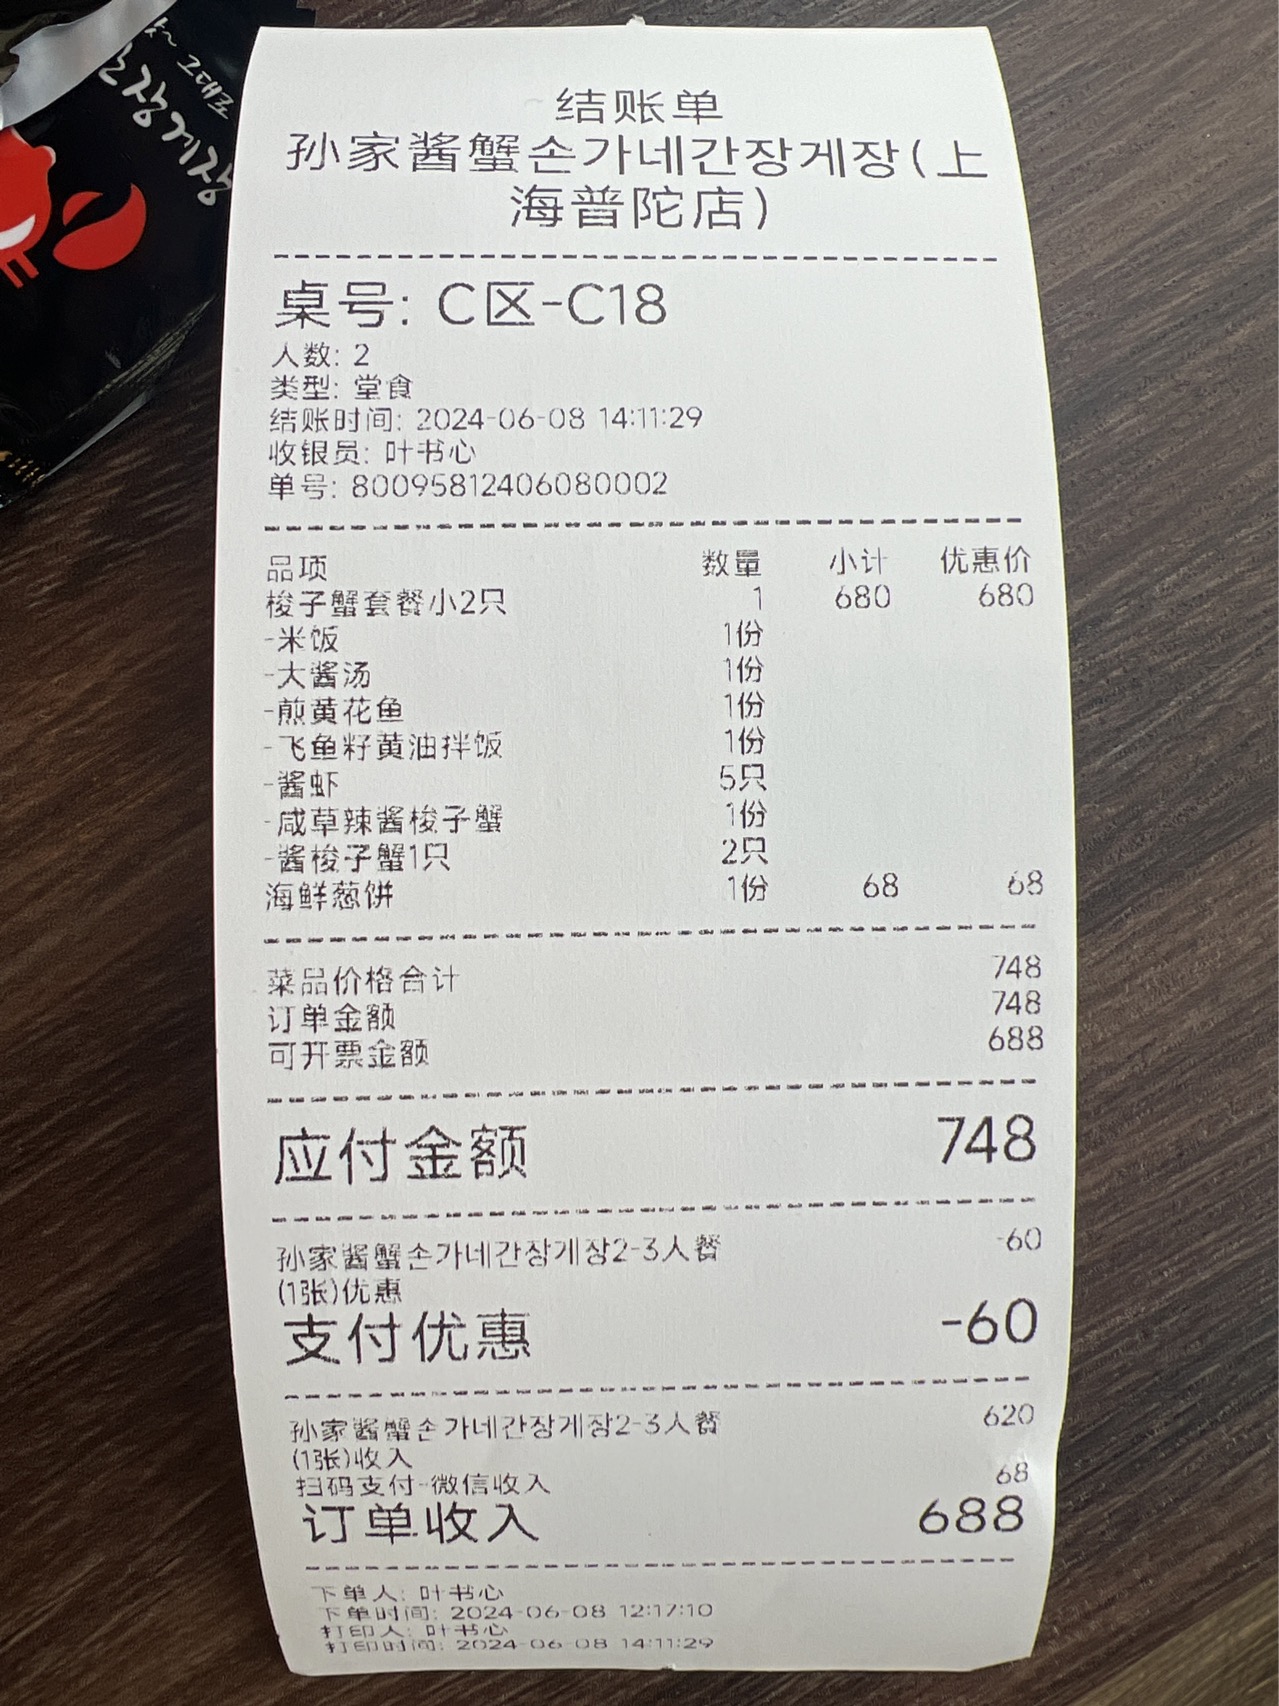 그대로
간장게장
结账单
孙家酱蟹손가네간장게장(上
海普陀店)
桌号: C区-C18
人数: 2
类型: 堂食
结账时间: 2024-06-08 14:11:29
收银员: 叶书心
单号: 80095812406080002
品项 数量 小计 优惠价
梭子蟹套餐小2只 1 680 680
-米饭 1份
-大酱汤 1份
-煎黄花鱼 1份
-飞鱼籽黄油拌饭 1份
-酱虾 5只
-咸草辣酱梭子蟹 1份
-酱梭子蟹1只 2只
海鲜葱饼 1份 68 68
菜品价格合计 748
订单金额 748
可开票金额 688
应付金额 748
孙家酱蟹손가네간장게장2-3人餐 -60
(1张)优惠
支付优惠 -60
孙家酱蟹손가네간장게장2-3人餐 620
(1张)收入
扫码支付-微信收入 68
订单收入 688
下单人: 叶书心
下单时间: 2024-06-08 12:17:10
打印人: 叶书心
打印时间: 2024-06-08 14:11:29